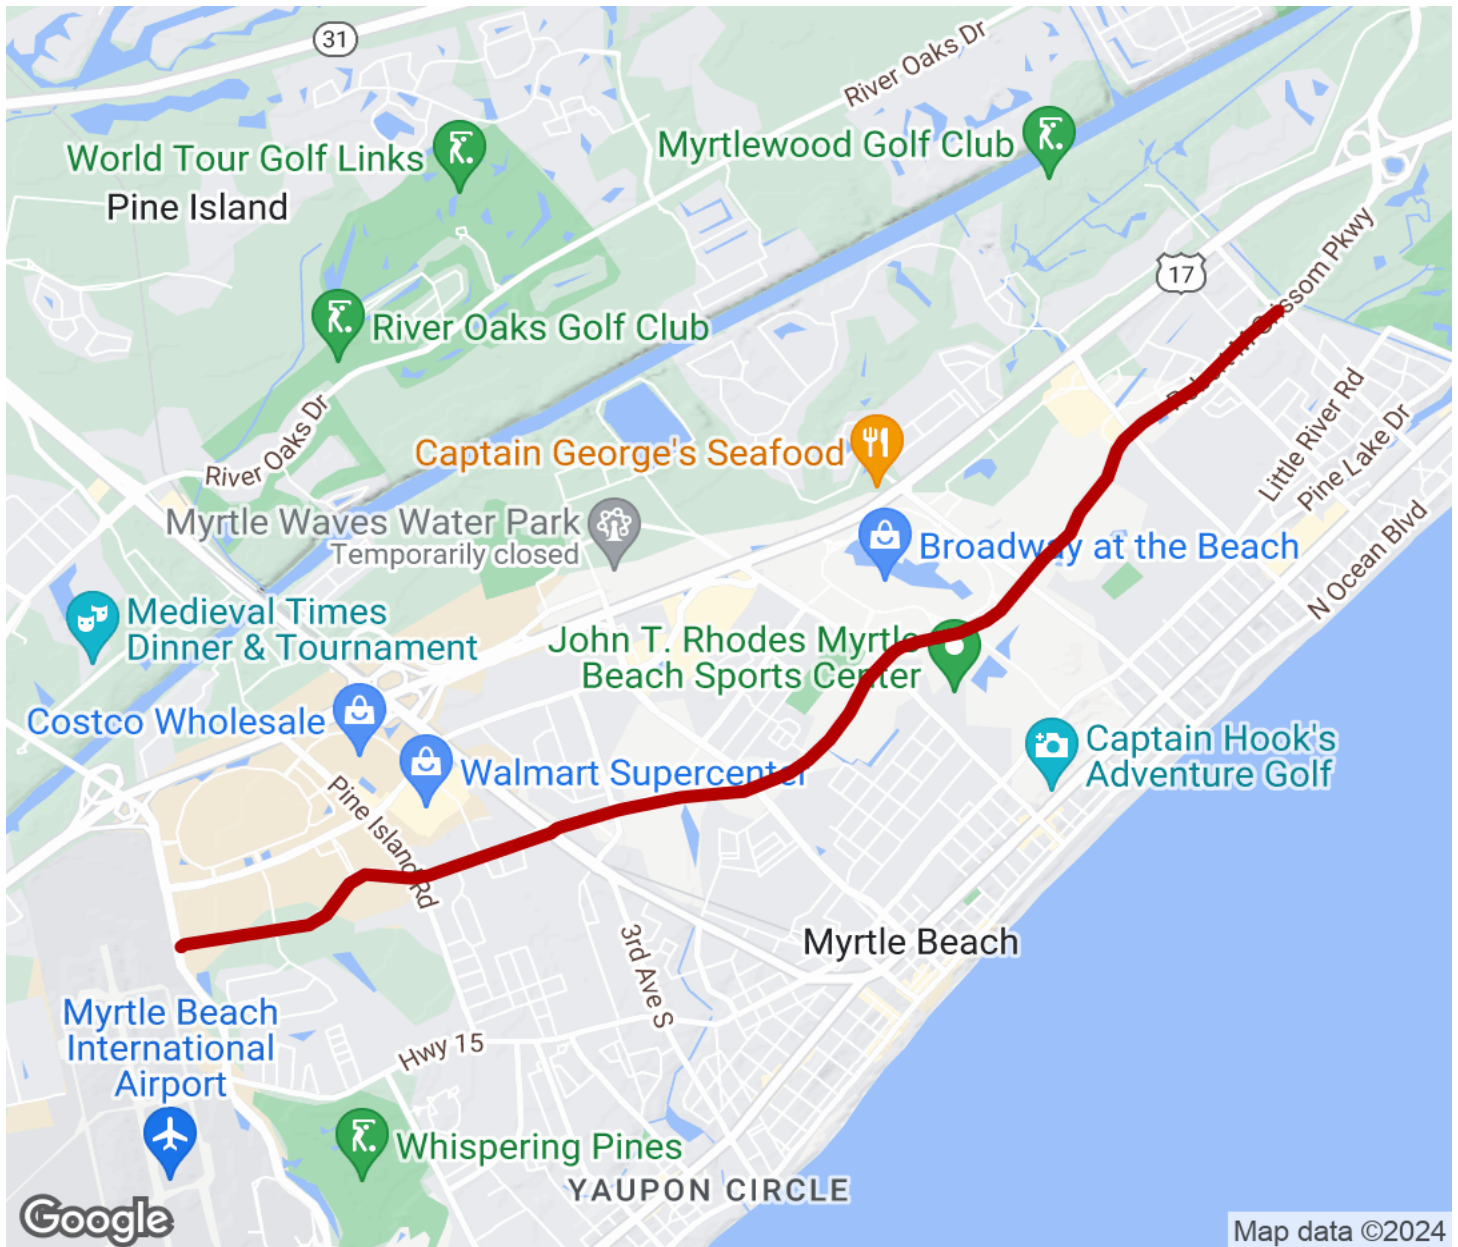 31
River Oaks Dr
World Tour Golf Links
Myrtlewood Golf Club
Pine Island
Robert M Grissom Pkwy
17
River Oaks Golf Club
Little River Rd
Pine Lake Dr
River Oaks Dr
Captain George's Seafood
Myrtle Waves Water Park
Temporarily closed
Broadway at the Beach
N Ocean Blvd
Medieval Times
Dinner & Tournament
John T. Rhodes Myrtle
Beach Sports Center
Costco Wholesale
Walmart Supercenter
Captain Hook's
Adventure Golf
Pine Island Rd
3rd Ave S
Myrtle Beach
Myrtle Beach
International
Airport
Hwy 15
Whispering Pines
YAUPON CIRCLE
Google
Map data ©2024